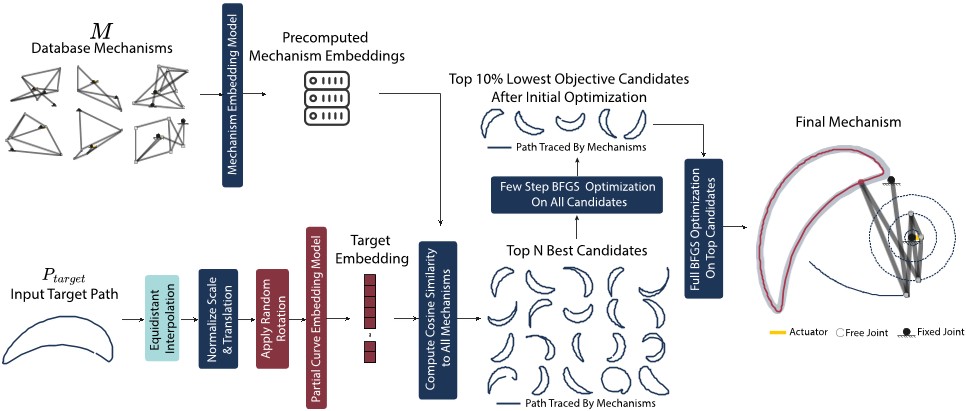 M
Database Mechanisms
Mechanism Embedding Model
Precomputed
Mechanism Embeddings
P_target
Input Target Path
Equidistant
Interpolation
Normalize Scale
& Translation
Apply Random
Rotation
Partial Curve Embedding Model
Target
Embedding
Compute Cosine Similarity
to All Mechanisms
Top 10% Lowest Objective Candidates
After Initial Optimization
Path Traced By Mechanisms
Few Step BFGS Optimization
On All Candidates
Top N Best Candidates
Path Traced By Mechanisms
Full BFGS Optimization
On Top Candidates
Final Mechanism
Actuator Free Joint Fixed Joint